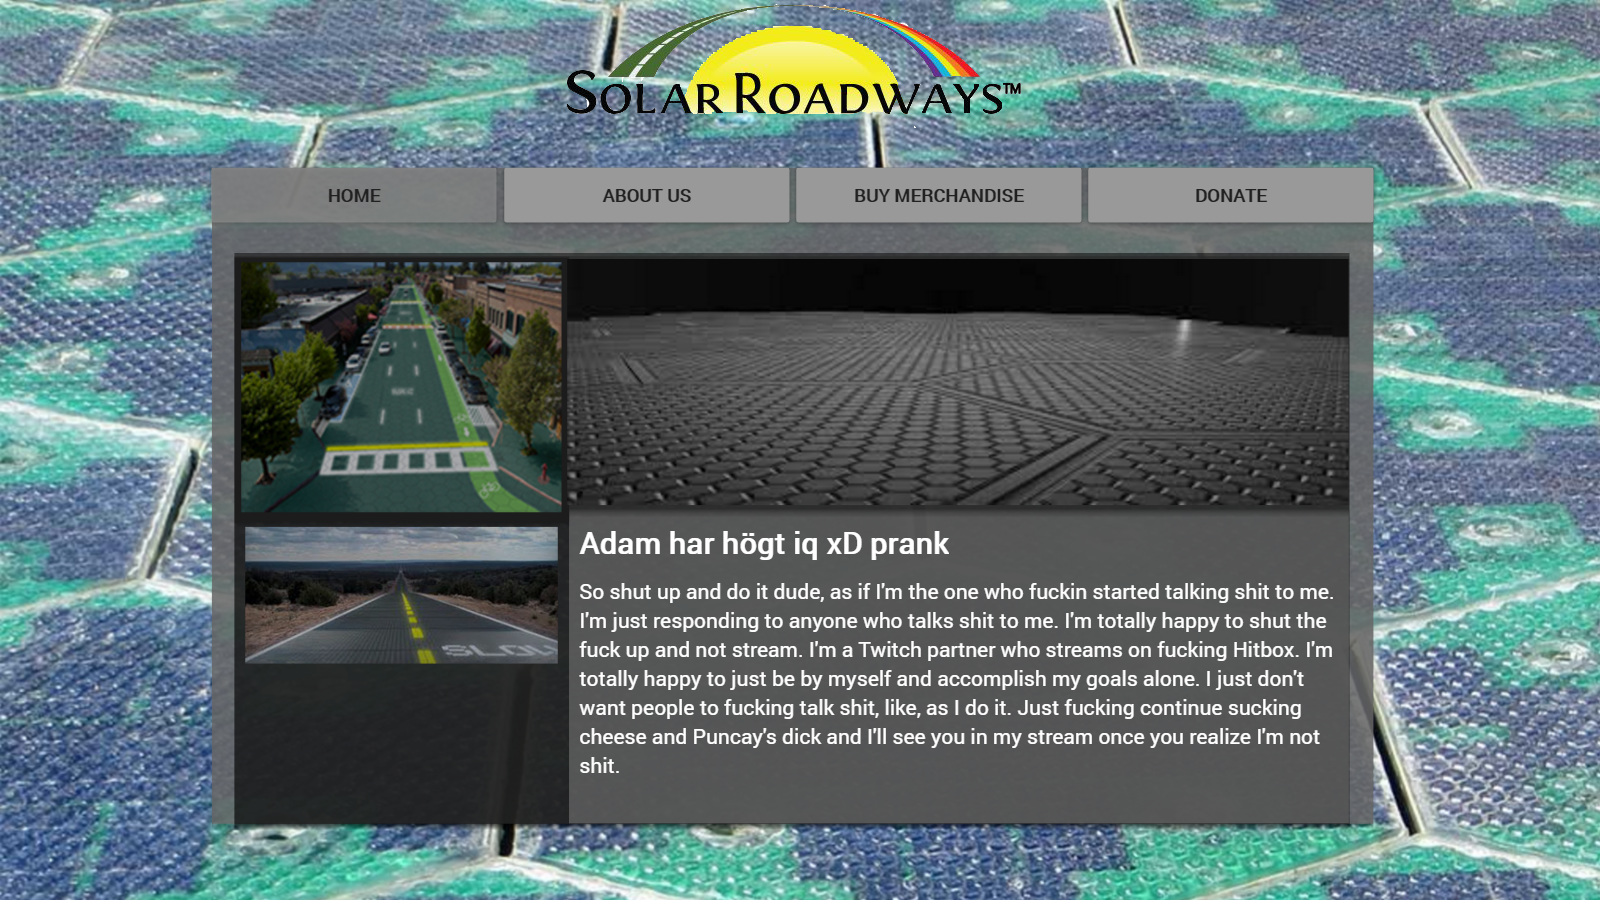 SOLAR ROADWAYS™
HOME
ABOUT US
BUY MERCHANDISE
DONATE
SLOW
Adam har högt iq xD prank
So shut up and do it dude, as if I'm the one who fuckin started talking shit to me.
I'm just responding to anyone who talks shit to me. I'm totally happy to shut the
fuck up and not stream. I'm a Twitch partner who streams on fucking Hitbox. I'm
totally happy to just be by myself and accomplish my goals alone. I just don't
want people to fucking talk shit, like, as I do it. Just fucking continue sucking
cheese and Puncay's dick and I'll see you in my stream once you realize I'm not
shit.